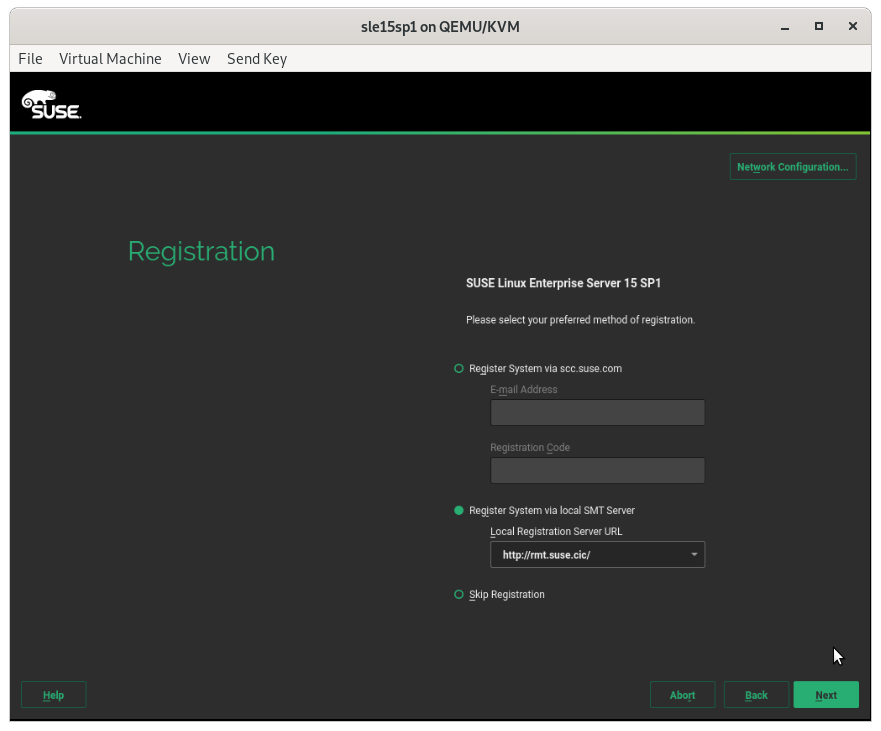 sle15sp1 on QEMU/KVM
File Virtual Machine View Send Key
SUSE.
Network Configuration...
Registration
SUSE Linux Enterprise Server 15 SP1
Please select your preferred method of registration.
Register System via scc.suse.com
E-mail Address
Registration Code
Register System via local SMT Server
Local Registration Server URL
http://rmt.suse.cic/
Skip Registration
Help Abort Back Next